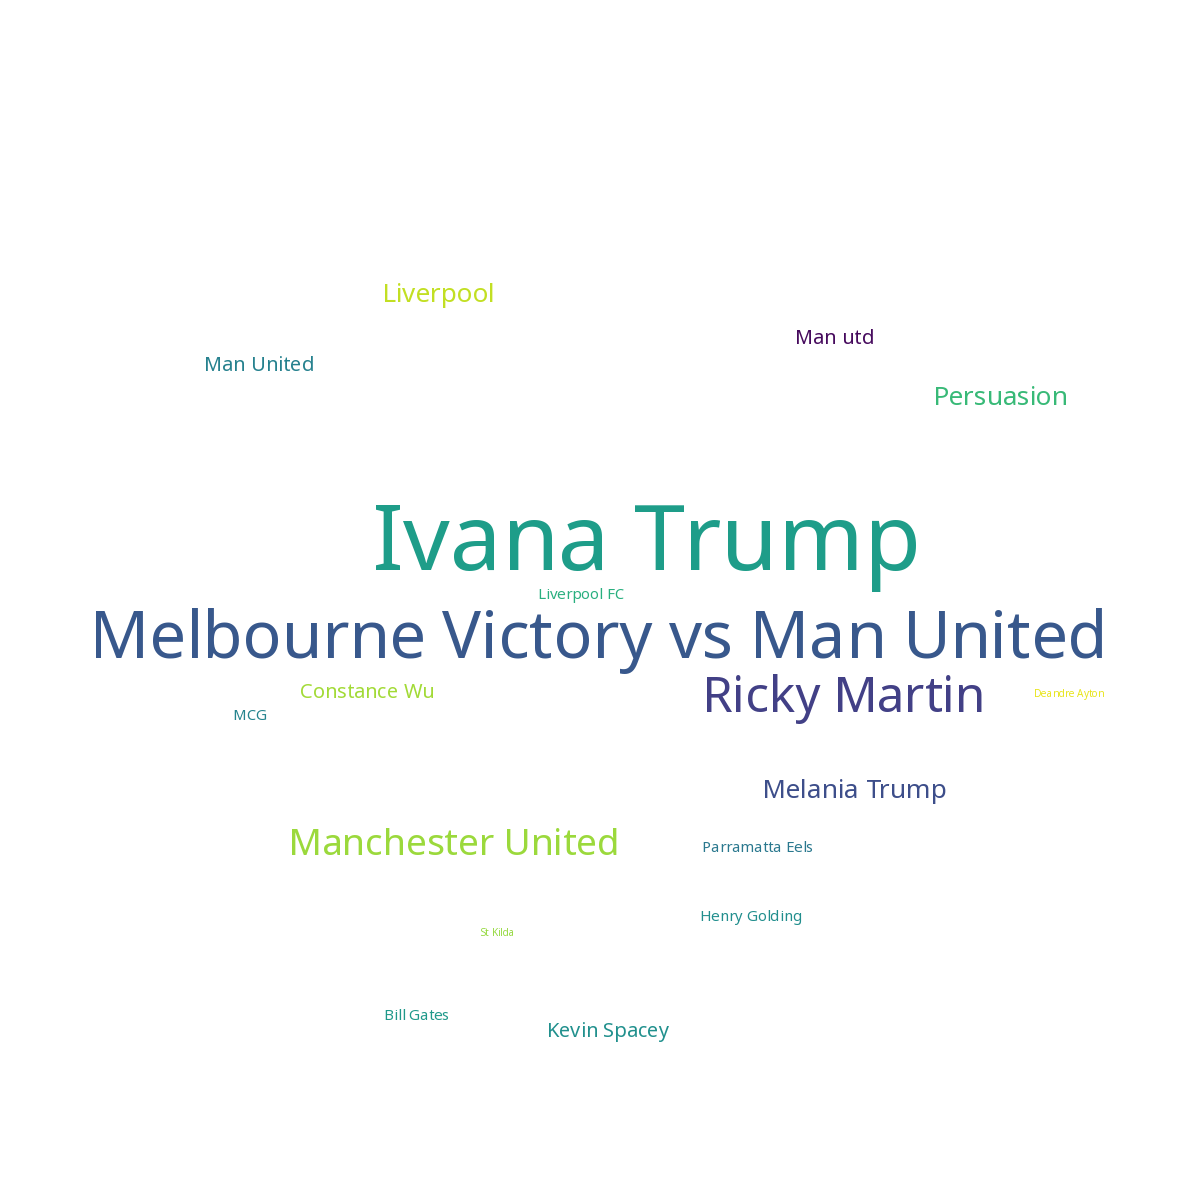 Liverpool
Man utd
Man United
Persuasion
Ivana Trump
Liverpool FC
Melbourne Victory vs Man United
Constance Wu
Ricky Martin
Deandre Ayton
MCG
Melania Trump
Manchester United
Parramatta Eels
Henry Golding
St Kilda
Bill Gates
Kevin Spacey